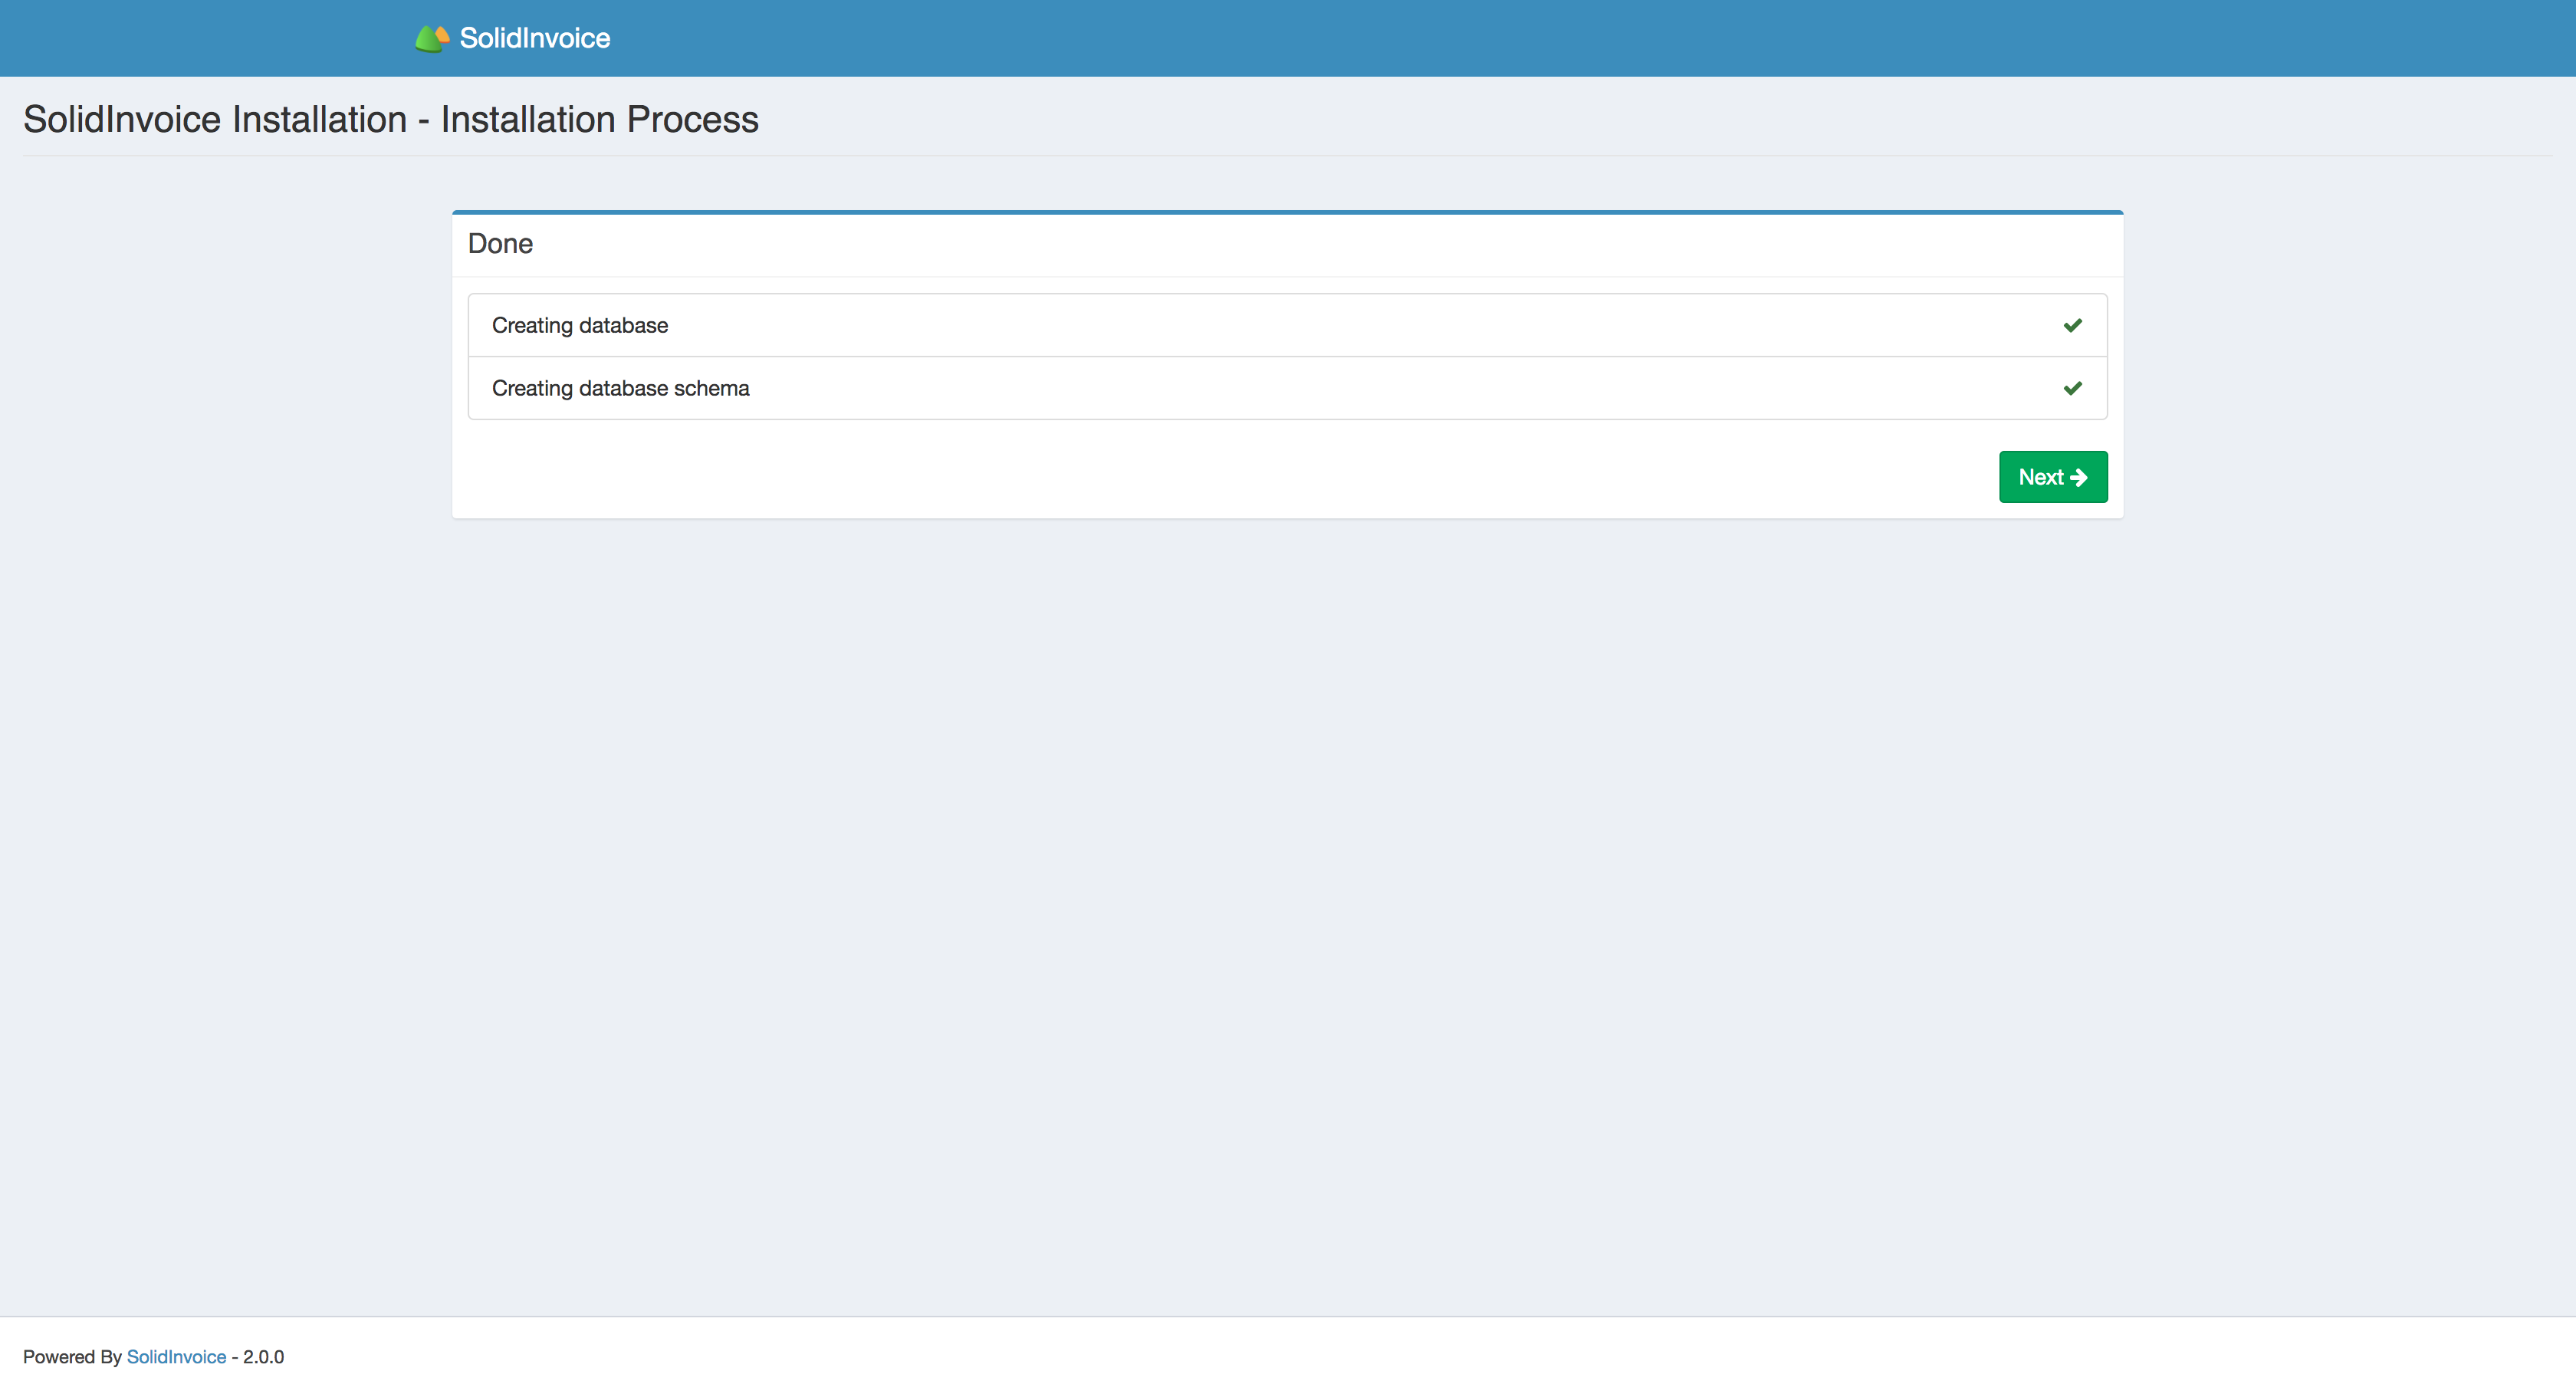 SolidInvoice
SolidInvoice Installation - Installation Process
Done
Creating database
Creating database schema
Next
Powered By SolidInvoice - 2.0.0